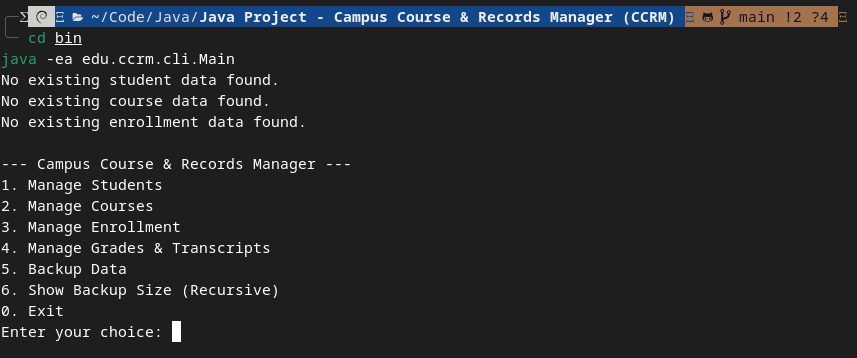 ~/Code/Java/Java Project - Campus Course & Records Manager (CCRM) main !2 ?4
cd bin
java -ea edu.ccrm.cli.Main
No existing student data found.
No existing course data found.
No existing enrollment data found.
--- Campus Course & Records Manager ---
1. Manage Students
2. Manage Courses
3. Manage Enrollment
4. Manage Grades & Transcripts
5. Backup Data
6. Show Backup Size (Recursive)
0. Exit
Enter your choice: